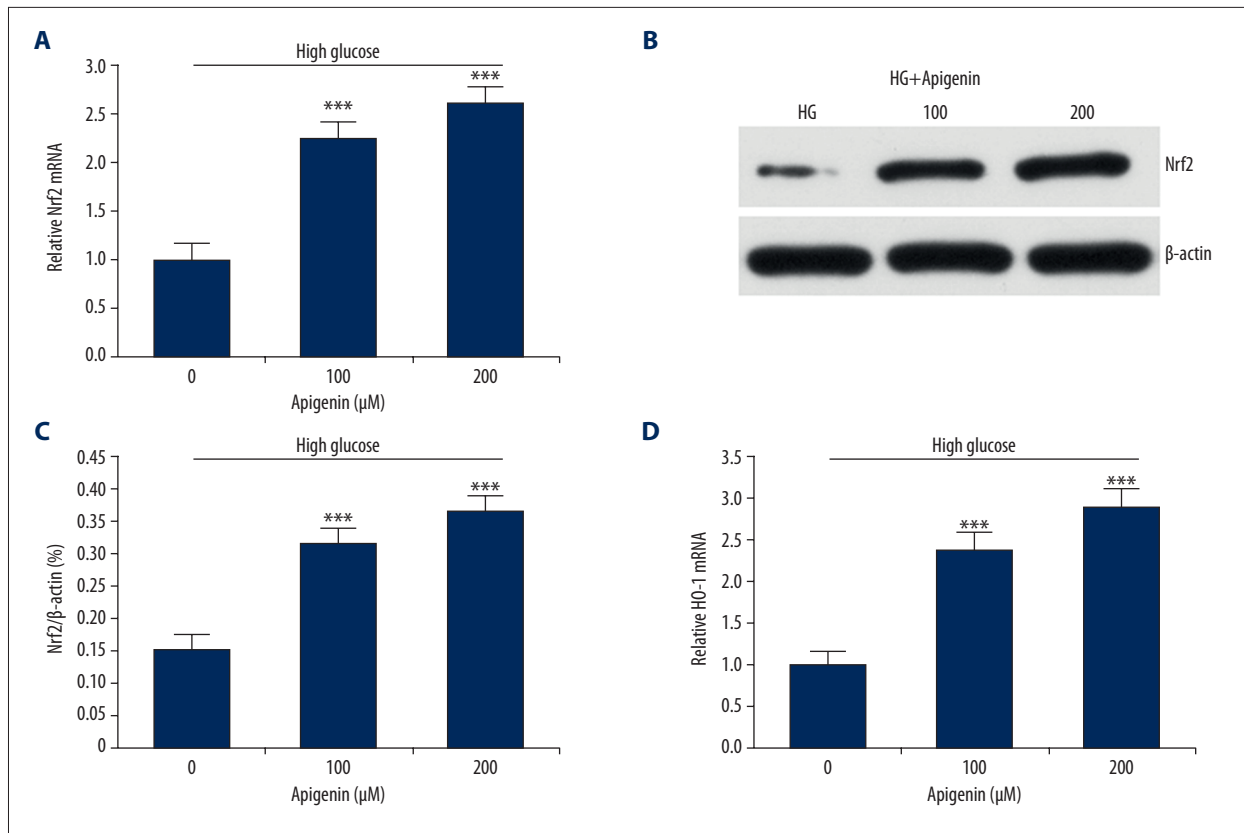 A
High glucose
Relative Nrf2 mRNA
3.0
2.5
2.0
1.5
1.0
0.5
0.0
***
***
0 100 200
Apigenin (µM)
B
HG+Apigenin
HG 100 200
Nrf2
β-actin
C
High glucose
Nrf2/β-actin (%)
0.45
0.40
0.35
0.30
0.25
0.20
0.15
0.10
0.05
0
***
***
0 100 200
Apigenin (µM)
D
High glucose
Relative HO-1 mRNA
3.5
3.0
2.5
2.0
1.5
1.0
0.5
0.0
***
***
0 100 200
Apigenin (µM)